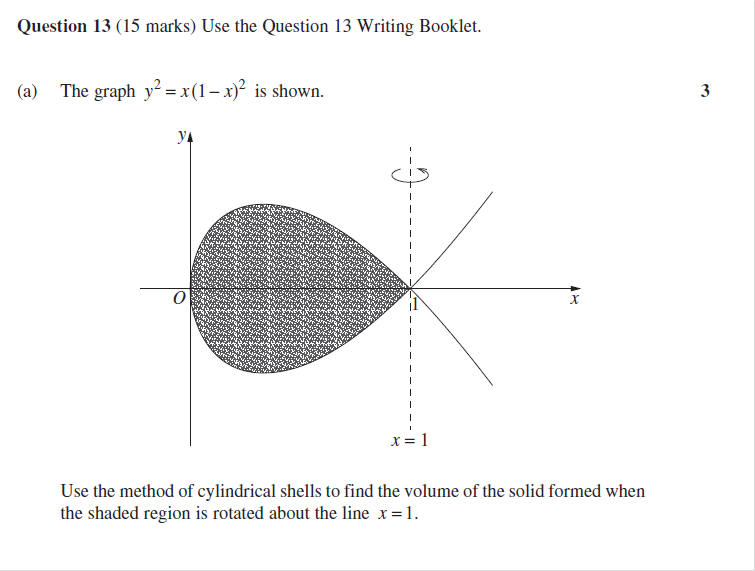 Question 13 (15 marks) Use the Question 13 Writing Booklet.
(a) The graph y² = x(1 – x)² is shown. 3
y
O
1
x
x = 1
Use the method of cylindrical shells to find the volume of the solid formed when
the shaded region is rotated about the line x = 1.